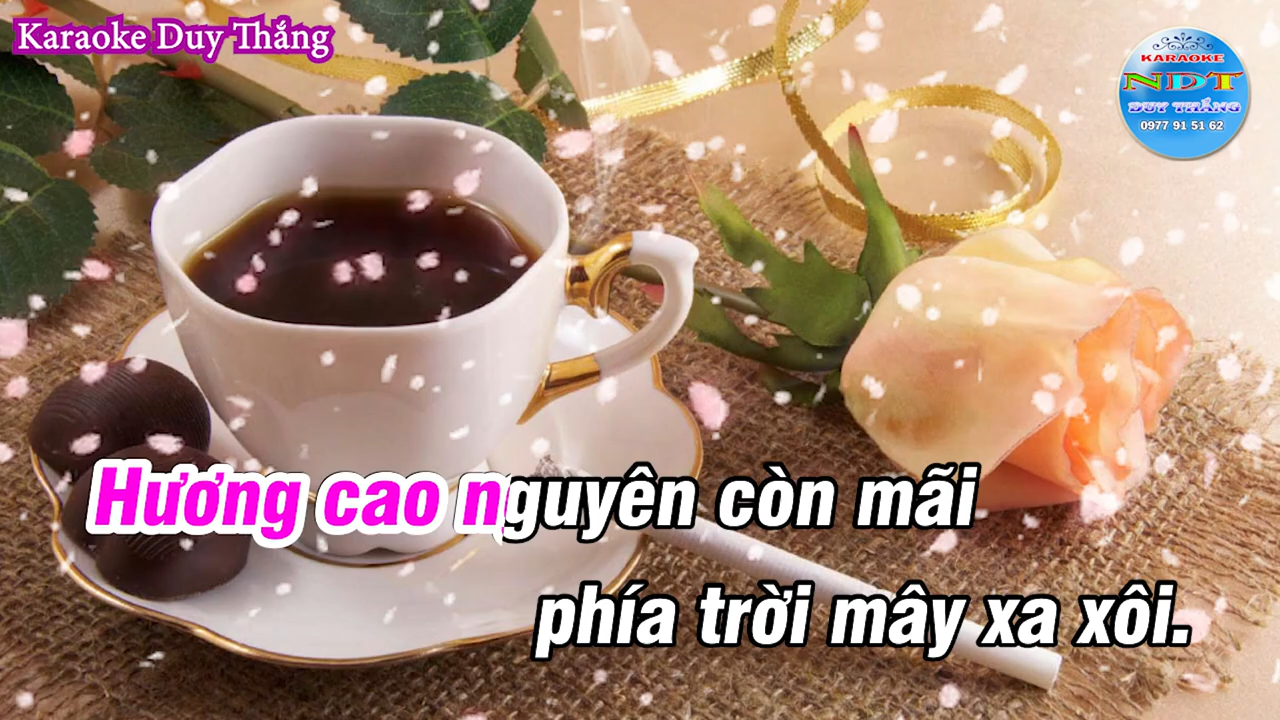 Karaoke Duy Thắng
KARAOKE
NDT
DUY THẮNG
0977 91 51 62
Hương cao nguyên còn mãi
phía trời mây xa xôi.